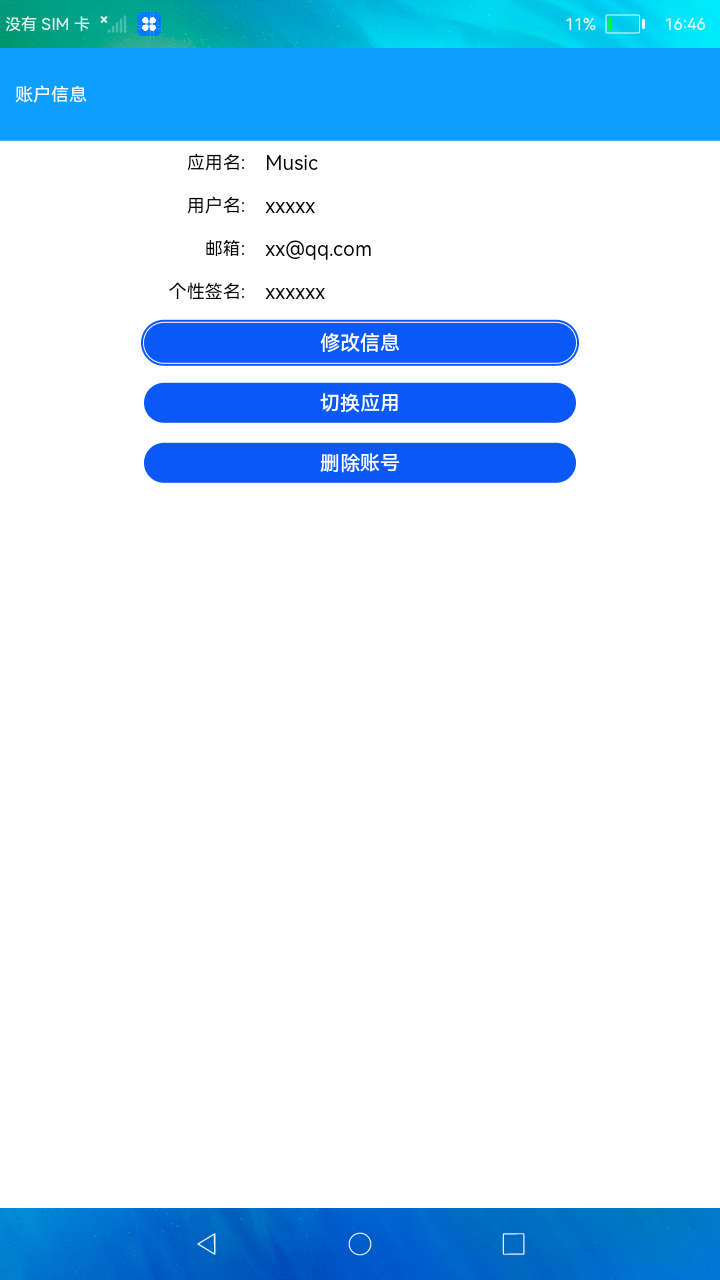 没有 SIM 卡 11% 16:46
账户信息
应用名: Music
用户名: xxxxx
邮箱: xx@qq.com
个性签名: xxxxxx
修改信息
切换应用
删除账号